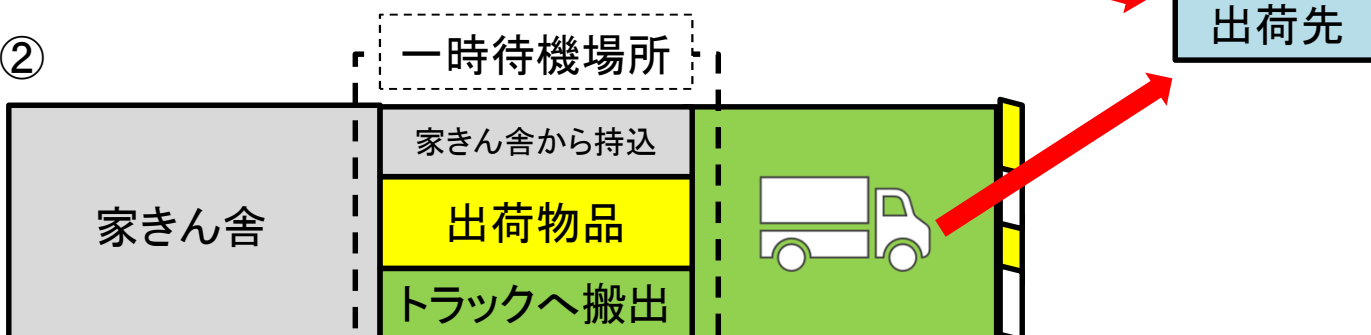 出荷先
②
一時待機場所
家きん舎から持込
家きん舎
出荷物品
トラックへ搬出